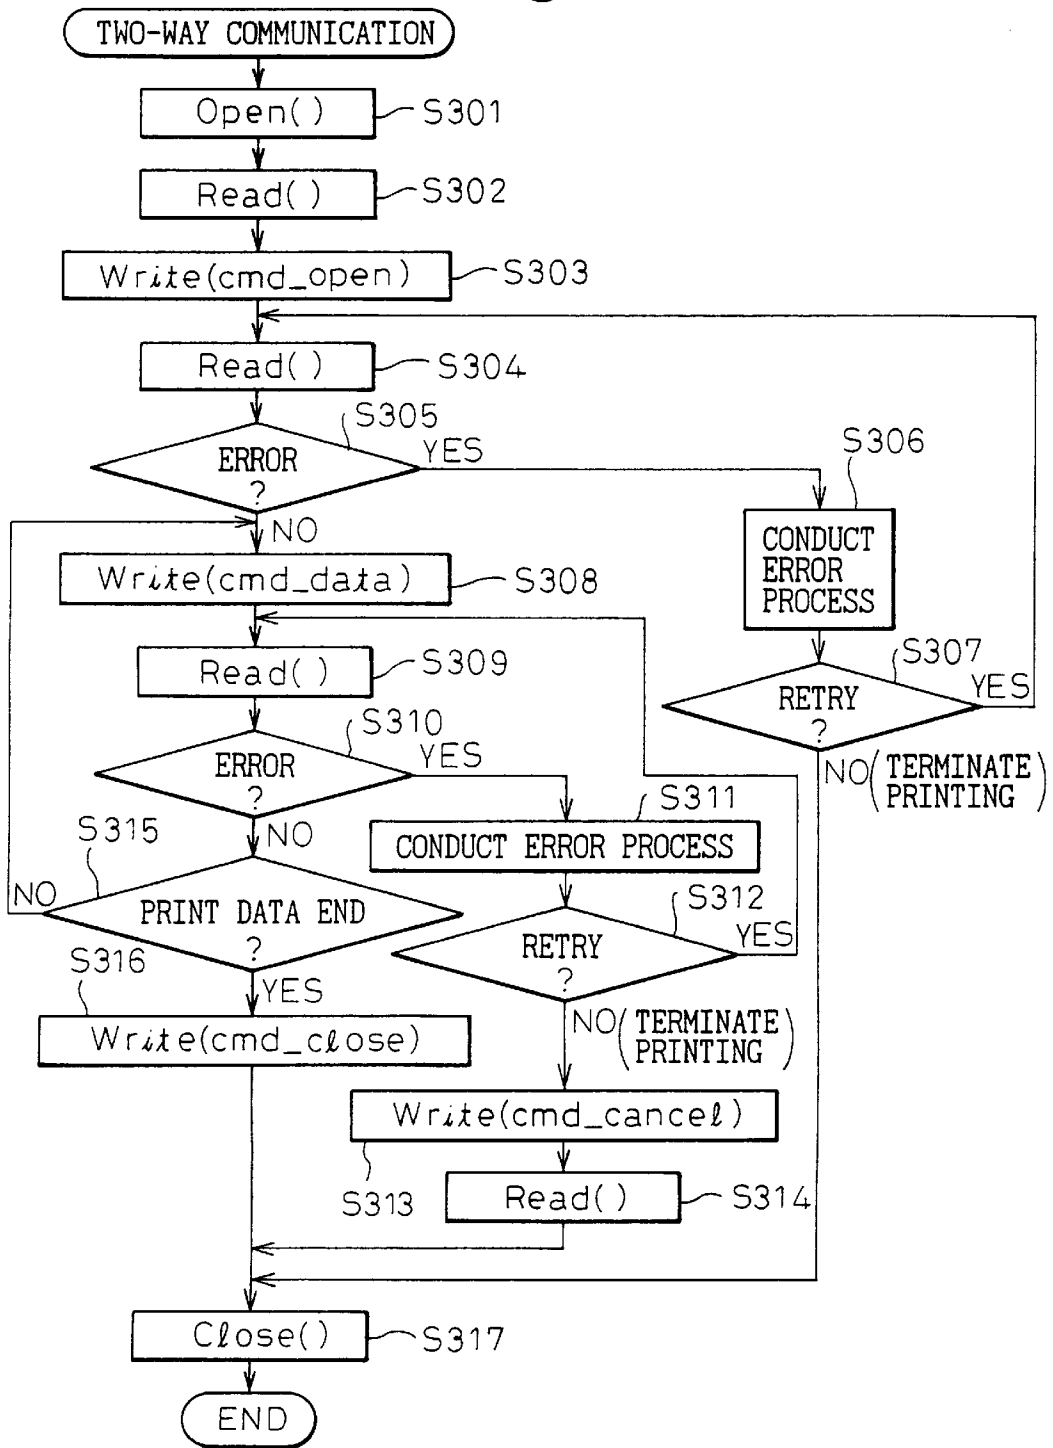 TWO-WAY COMMUNICATION
Open()
S301
Read()
S302
Write(cmd_open)
S303
Read()
S304
S305
ERROR
?
YES
NO
S306
CONDUCT
ERROR
PROCESS
S307
RETRY
?
YES
NO(TERMINATE
PRINTING)
Write(cmd_data)
S308
Read()
S309
S310
ERROR
?
YES
NO
S311
CONDUCT ERROR PROCESS
S312
RETRY
?
YES
NO(TERMINATE
PRINTING)
S315
NO
PRINT DATA END
?
YES
S316
Write(cmd_close)
Write(cmd_cancel)
S313
Read()
S314
Close()
S317
END